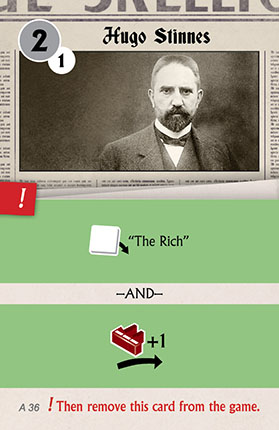 Hugo Stinnes
2
1
!
“The Rich”
–AND–
+1
A 36 ! Then remove this card from the game.